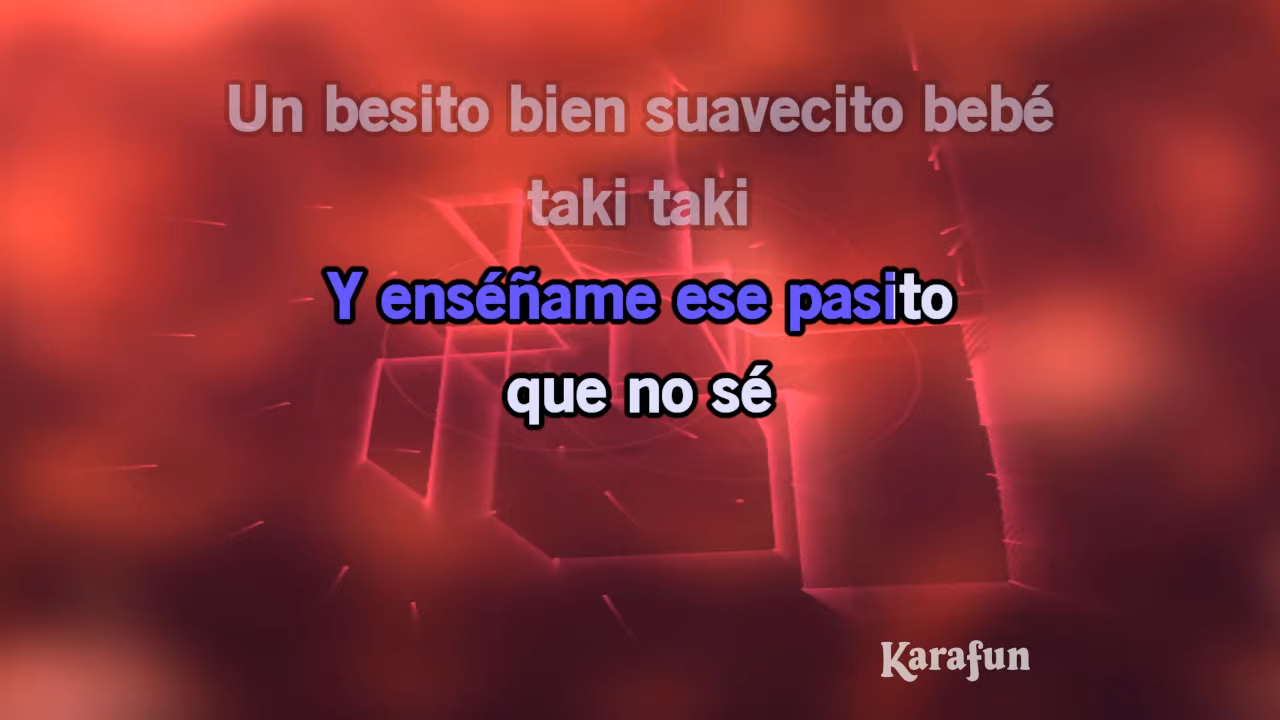 Un besito bien suavecito bebé
taki taki
Y enséñame ese pasito
que no sé
Karafun